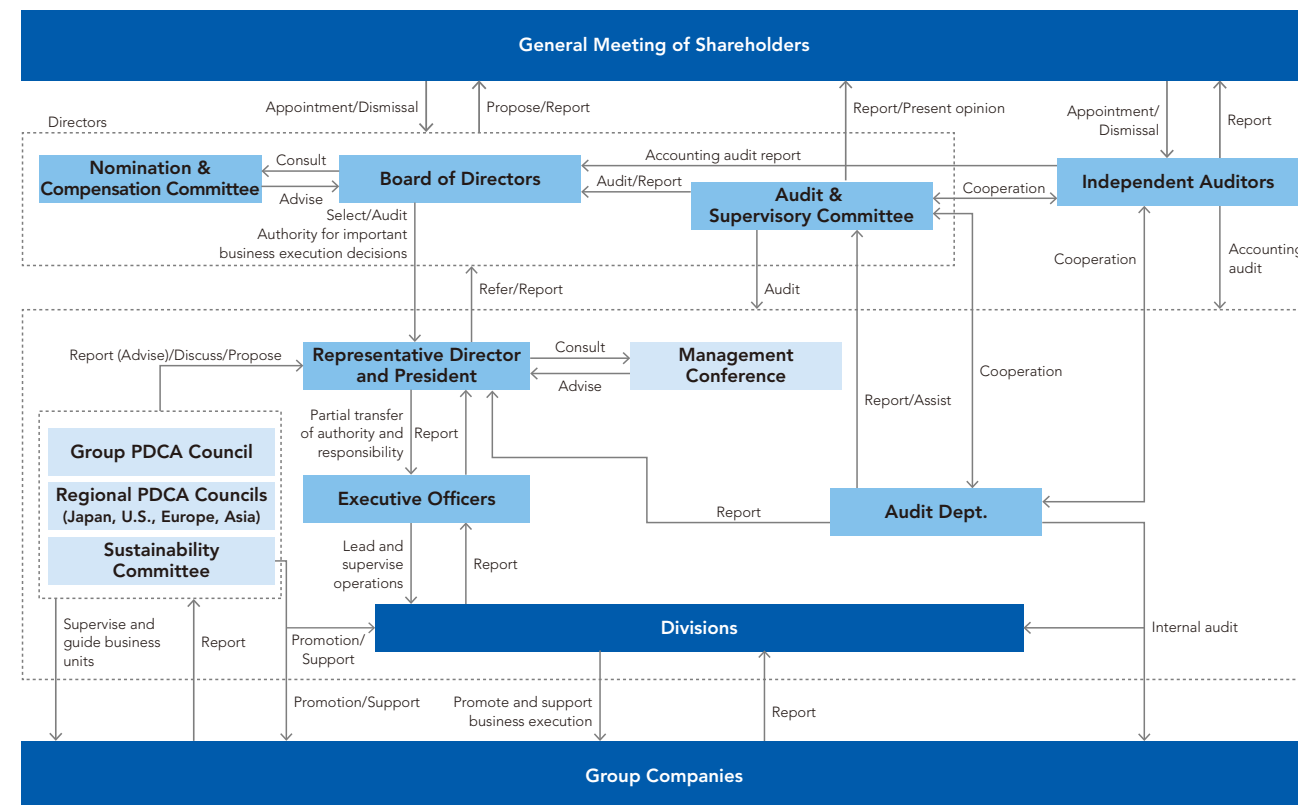 General Meeting of Shareholders
Appointment/Dismissal
Propose/Report
Report/Present opinion
Appointment/
Dismissal
Report
Directors
Nomination &
Compensation Committee
Consult
Advise
Board of Directors
Accounting audit report
Audit/Report
Audit &
Supervisory Committee
Cooperation
Independent Auditors
Select/Audit
Authority for important
business execution decisions
Refer/Report
Audit
Cooperation
Accounting
audit
Report (Advise)/Discuss/Propose
Representative Director
and President
Consult
Advise
Management
Conference
Report/Assist
Cooperation
Partial transfer
of authority and
responsibility
Report
Group PDCA Council
Regional PDCA Councils
(Japan, U.S., Europe, Asia)
Sustainability
Committee
Executive Officers
Report
Audit Dept.
Lead and
supervise
operations
Report
Divisions
Internal audit
Supervise and
guide business
units
Report
Promotion/
Support
Promotion/Support
Promote and support
business execution
Report
Group Companies